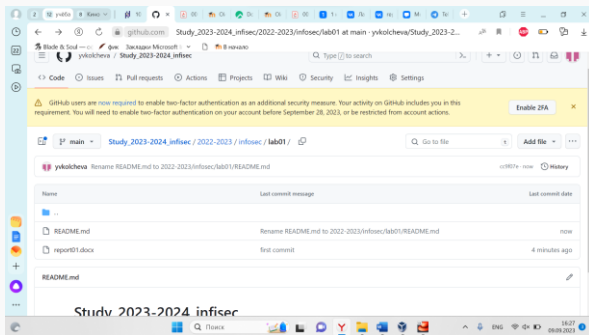 github.com Study_2023-2024_infisec/2022-2023/infosec/lab01 at main · yvkolcheva/Study_2023-2...
Blade & Soul — фик Закладки Microsoft В начало
yvkolcheva / Study_2023-2024_infisec
Type / to search
Code Issues Pull requests Actions Projects Wiki Security Insights Settings
GitHub users are now required to enable two-factor authentication as an additional security measure. Your activity on GitHub includes you in this
requirement. You will need to enable two-factor authentication on your account before September 28, 2023, or be restricted from account actions.
Enable 2FA
main Study_2023-2024_infisec / 2022-2023 / infosec / lab01 /
Go to file t Add file
yvkolcheva Rename README.md to 2022-2023/infosec/lab01/README.md
now History
Name Last commit message Last commit date
..
README.md Rename README.md to 2022-2023/infosec/lab01/README.md now
report01.docx first commit 4 minutes ago
README.md
Study_2023-2024_infisec
Поиск
ENG
16:27
09.09.2023